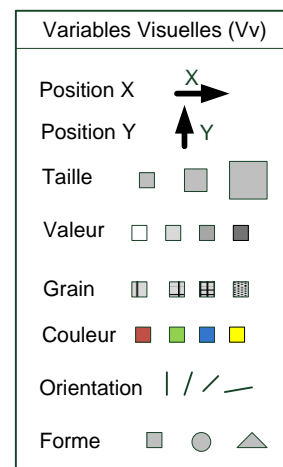 Variables Visuelles (Vv)
X
Position X
Position Y
Y
Taille
Valeur
Grain
Couleur
Orientation
Forme